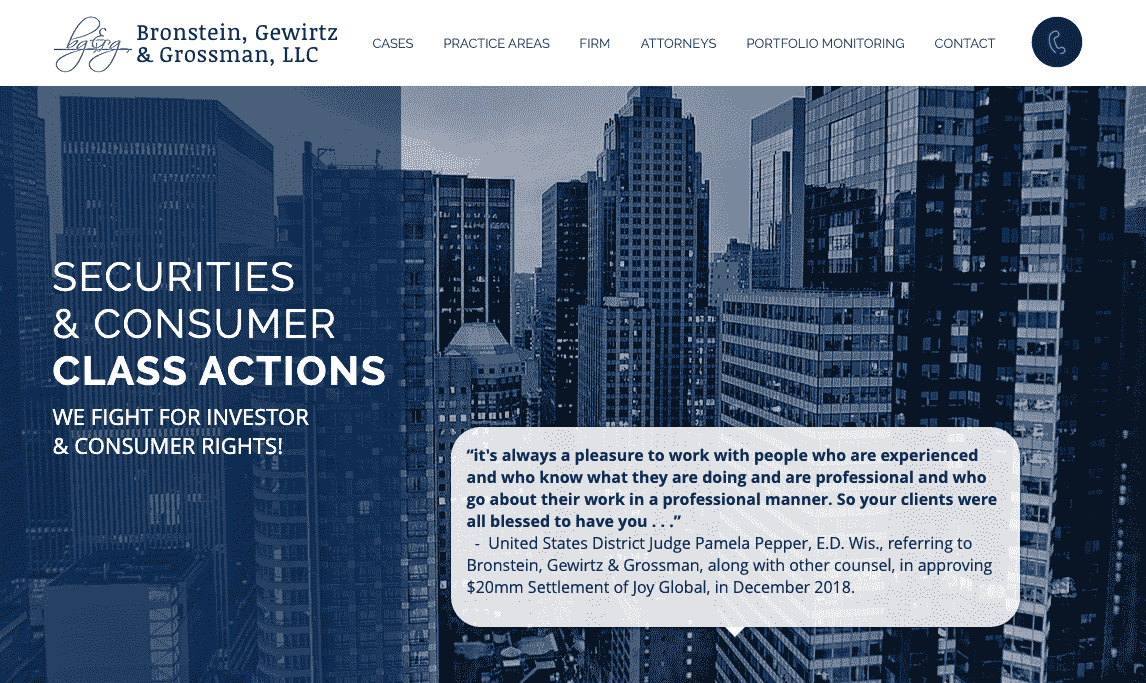 bg&g
Bronstein, Gewirtz
& Grossman, LLC
CASES
PRACTICE AREAS
FIRM
ATTORNEYS
PORTFOLIO MONITORING
CONTACT
SECURITIES
& CONSUMER
CLASS ACTIONS
WE FIGHT FOR INVESTOR
& CONSUMER RIGHTS!
“it's always a pleasure to work with people who are experienced
and who know what they are doing and are professional and who
go about their work in a professional manner. So your clients were
all blessed to have you . . .”
- United States District Judge Pamela Pepper, E.D. Wis., referring to
Bronstein, Gewirtz & Grossman, along with other counsel, in approving
$20mm Settlement of Joy Global, in December 2018.